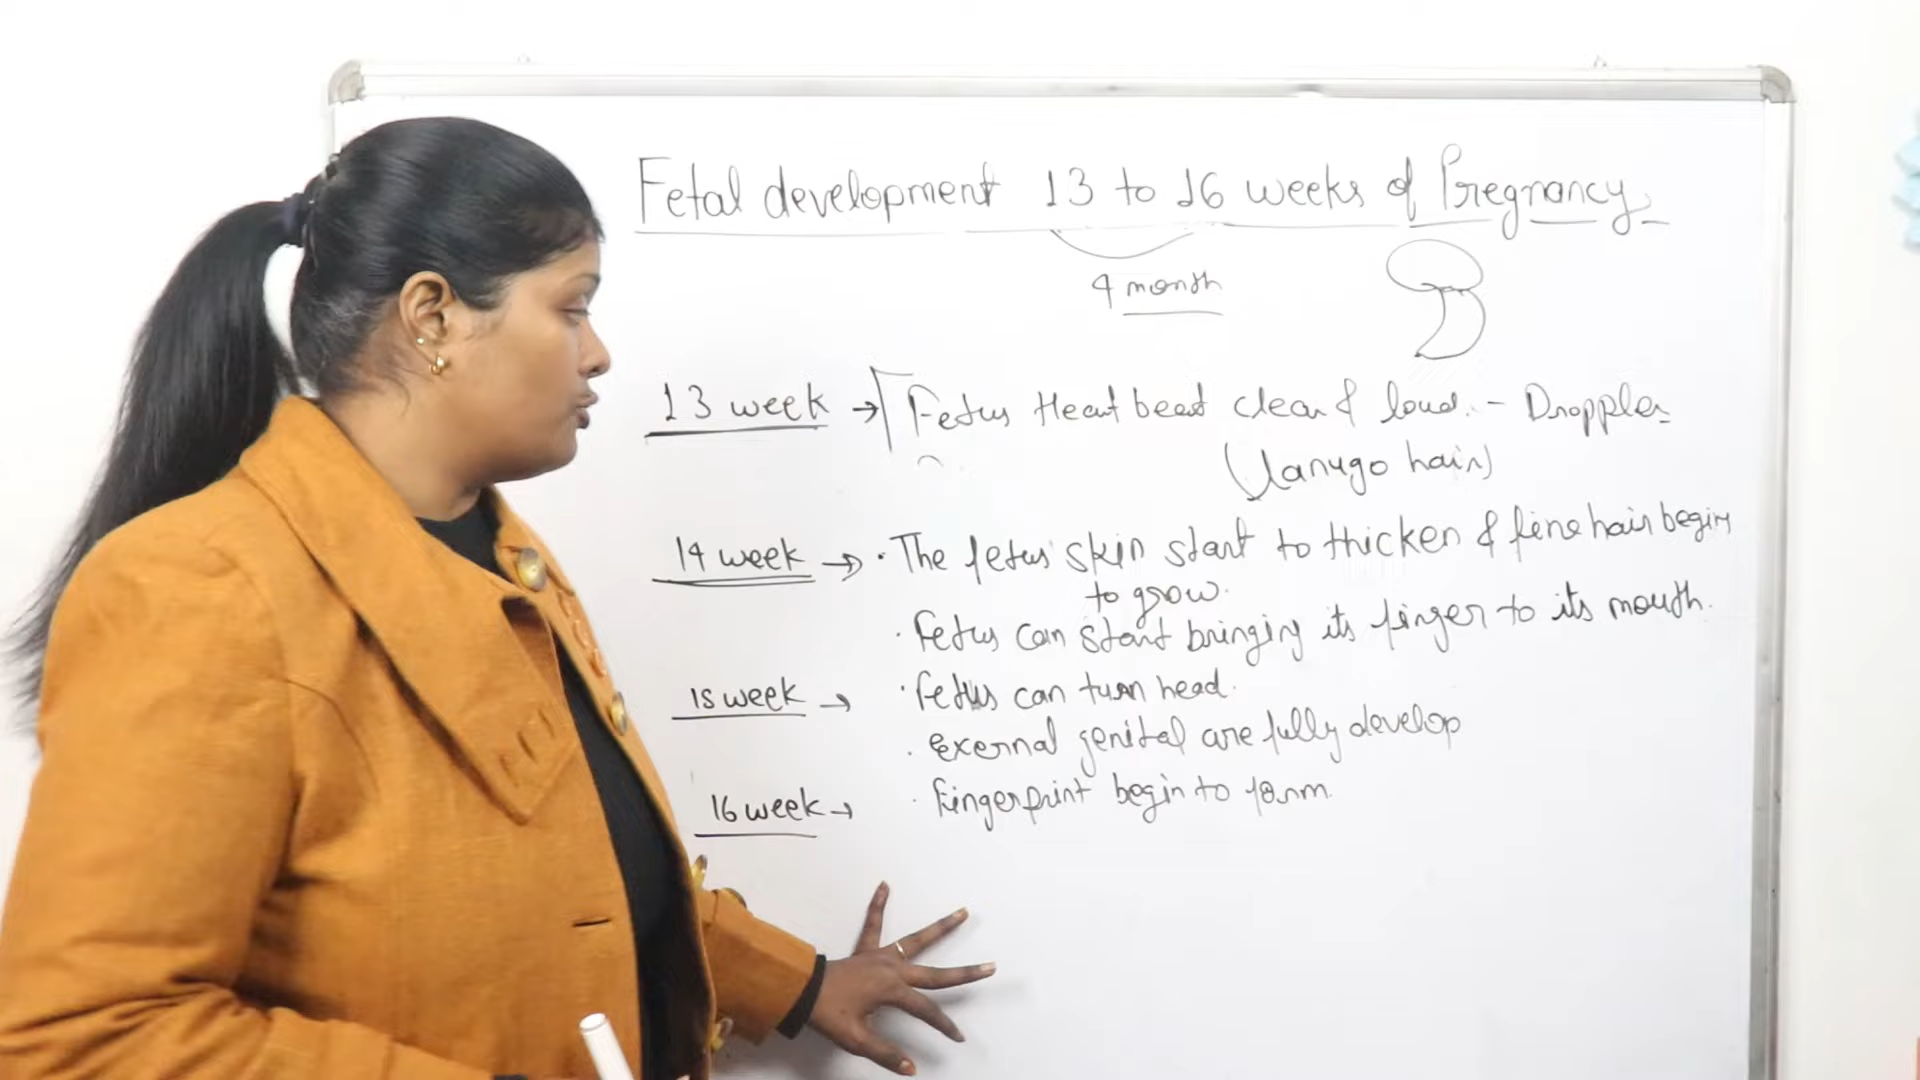 Fetal development 13 to 16 weeks of Pregnancy
4 month
13 week → Fetus Heart beat clear & loud. - Droppler
(lanugo hair)
14 week → · The fetus skin start to thicken & fine hair begin
to grow.
· Fetus can start bringing its finger to its mouth.
15 week → · Fetus can turn head.
· exernal genital are fully develop
16 week → · Fingerprint begin to form.